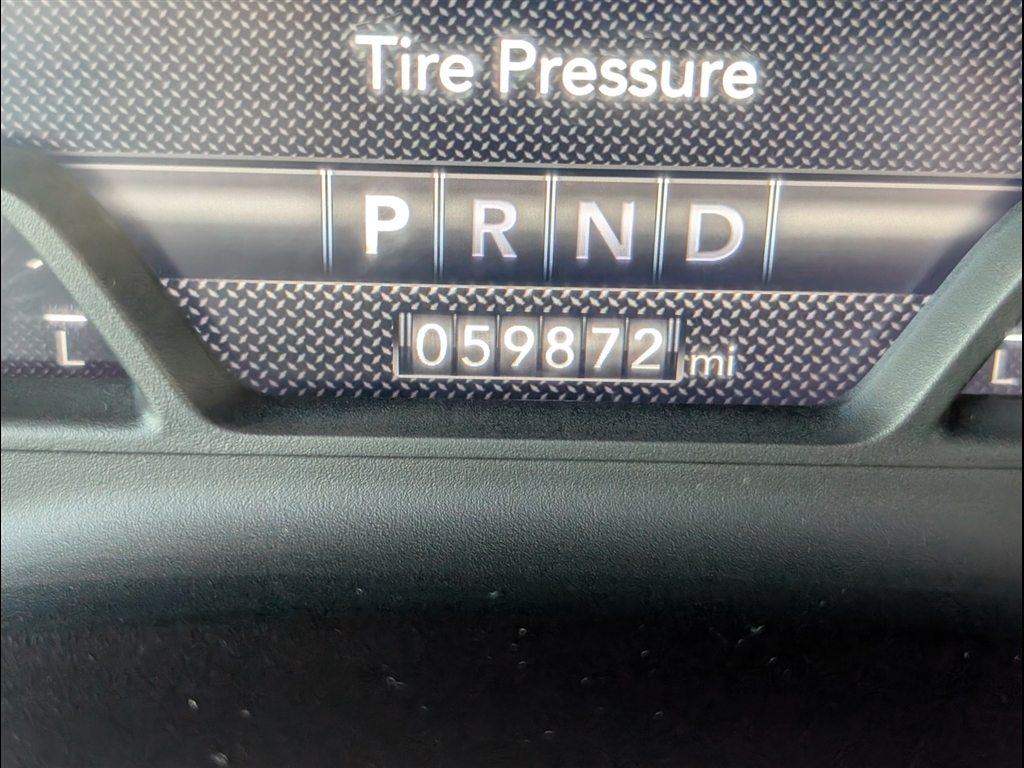 Tire Pressure
P R N D
059872 mi
L L